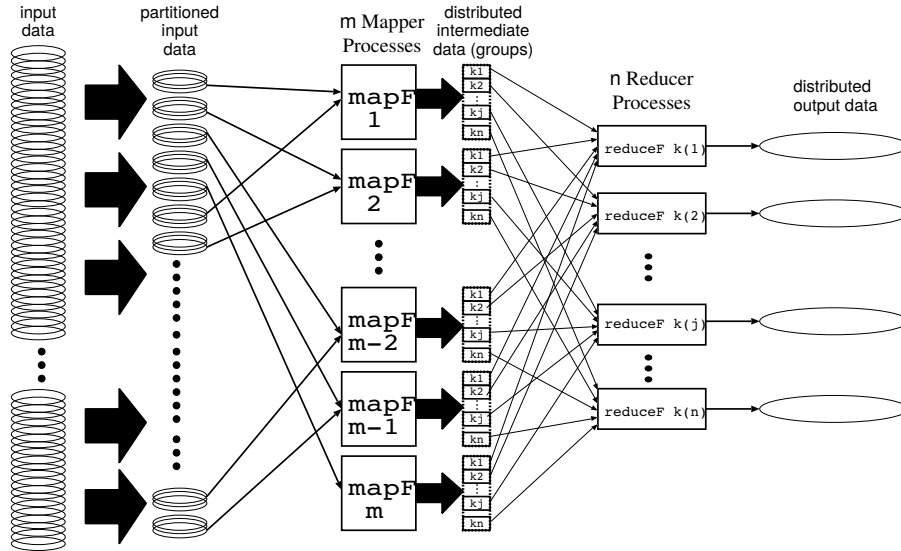 input
data
partitioned
input
data
m Mapper
Processes
distributed
intermediate
data (groups)
n Reducer
Processes
distributed
output data
mapF
1
k1
k2
kj
kn
mapF
2
k1
k2
kj
kn
mapF
m-2
k1
k2
kj
kn
mapF
m-1
k1
k2
kj
kn
mapF
m
k1
k2
kj
kn
reduceF k(1)
reduceF k(2)
reduceF k(j)
reduceF k(n)